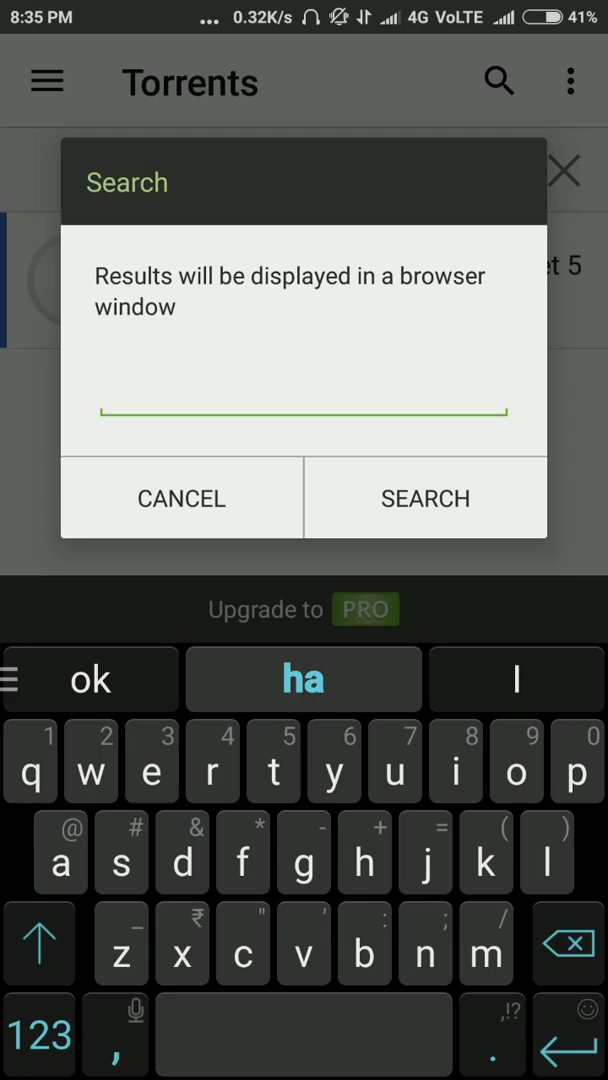 8:35 PM ... 0.32K/s 4G VoLTE 41%
Torrents
Search
et 5
Results will be displayed in a browser
window
CANCEL SEARCH
Upgrade to PRO
ok ha I
1 2 3 4 5 6 7 8 9 0
q w e r t y u i o p
@ # & * - + = ( )
a s d f g h j k l
_ ₹ " ' : ; /
z x c v b n m
123 , ,!? .